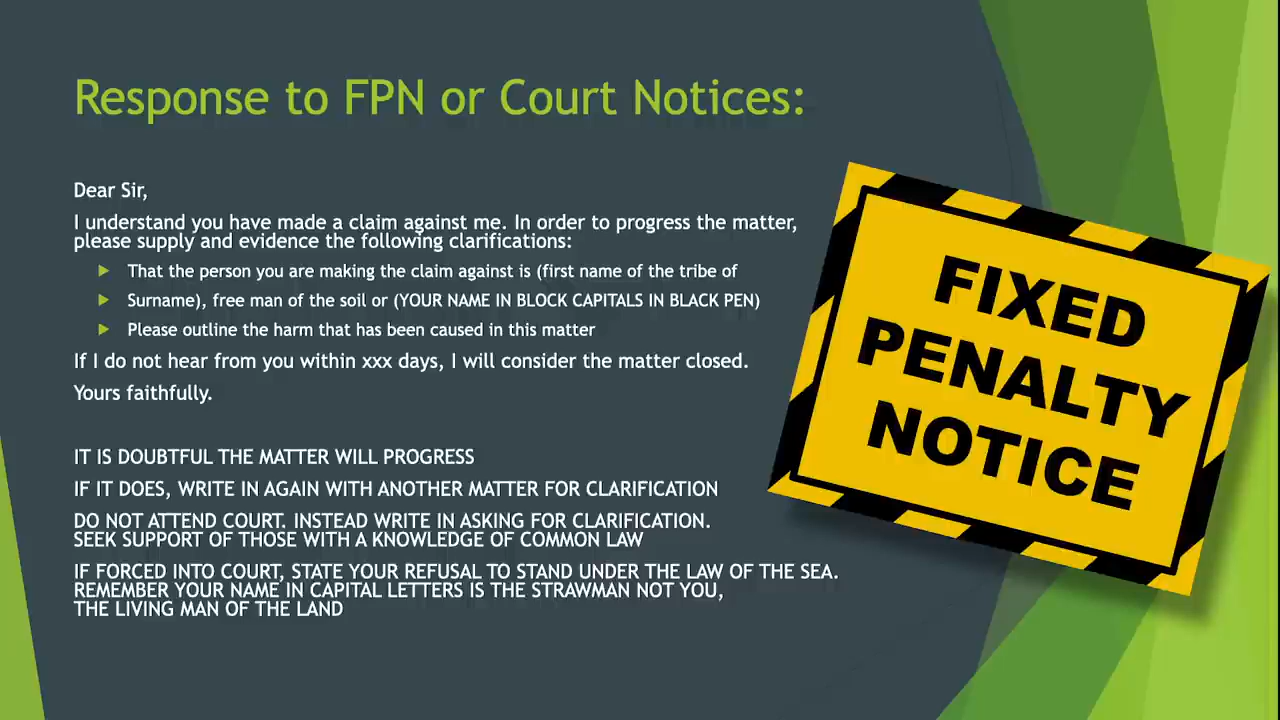 Response to FPN or Court Notices:
Dear Sir,
I understand you have made a claim against me. In order to progress the matter,
please supply and evidence the following clarifications:
That the person you are making the claim against is (first name of the tribe of
Surname), free man of the soil or (YOUR NAME IN BLOCK CAPITALS IN BLACK PEN)
Please outline the harm that has been caused in this matter
If I do not hear from you within xxx days, I will consider the matter closed.
Yours faithfully.
IT IS DOUBTFUL THE MATTER WILL PROGRESS
IF IT DOES, WRITE IN AGAIN WITH ANOTHER MATTER FOR CLARIFICATION
DO NOT ATTEND COURT. INSTEAD WRITE IN ASKING FOR CLARIFICATION.
SEEK SUPPORT OF THOSE WITH A KNOWLEDGE OF COMMON LAW
IF FORCED INTO COURT, STATE YOUR REFUSAL TO STAND UNDER THE LAW OF THE SEA.
REMEMBER YOUR NAME IN CAPITAL LETTERS IS THE STRAWMAN NOT YOU,
THE LIVING MAN OF THE LAND
FIXED
PENALTY
NOTICE